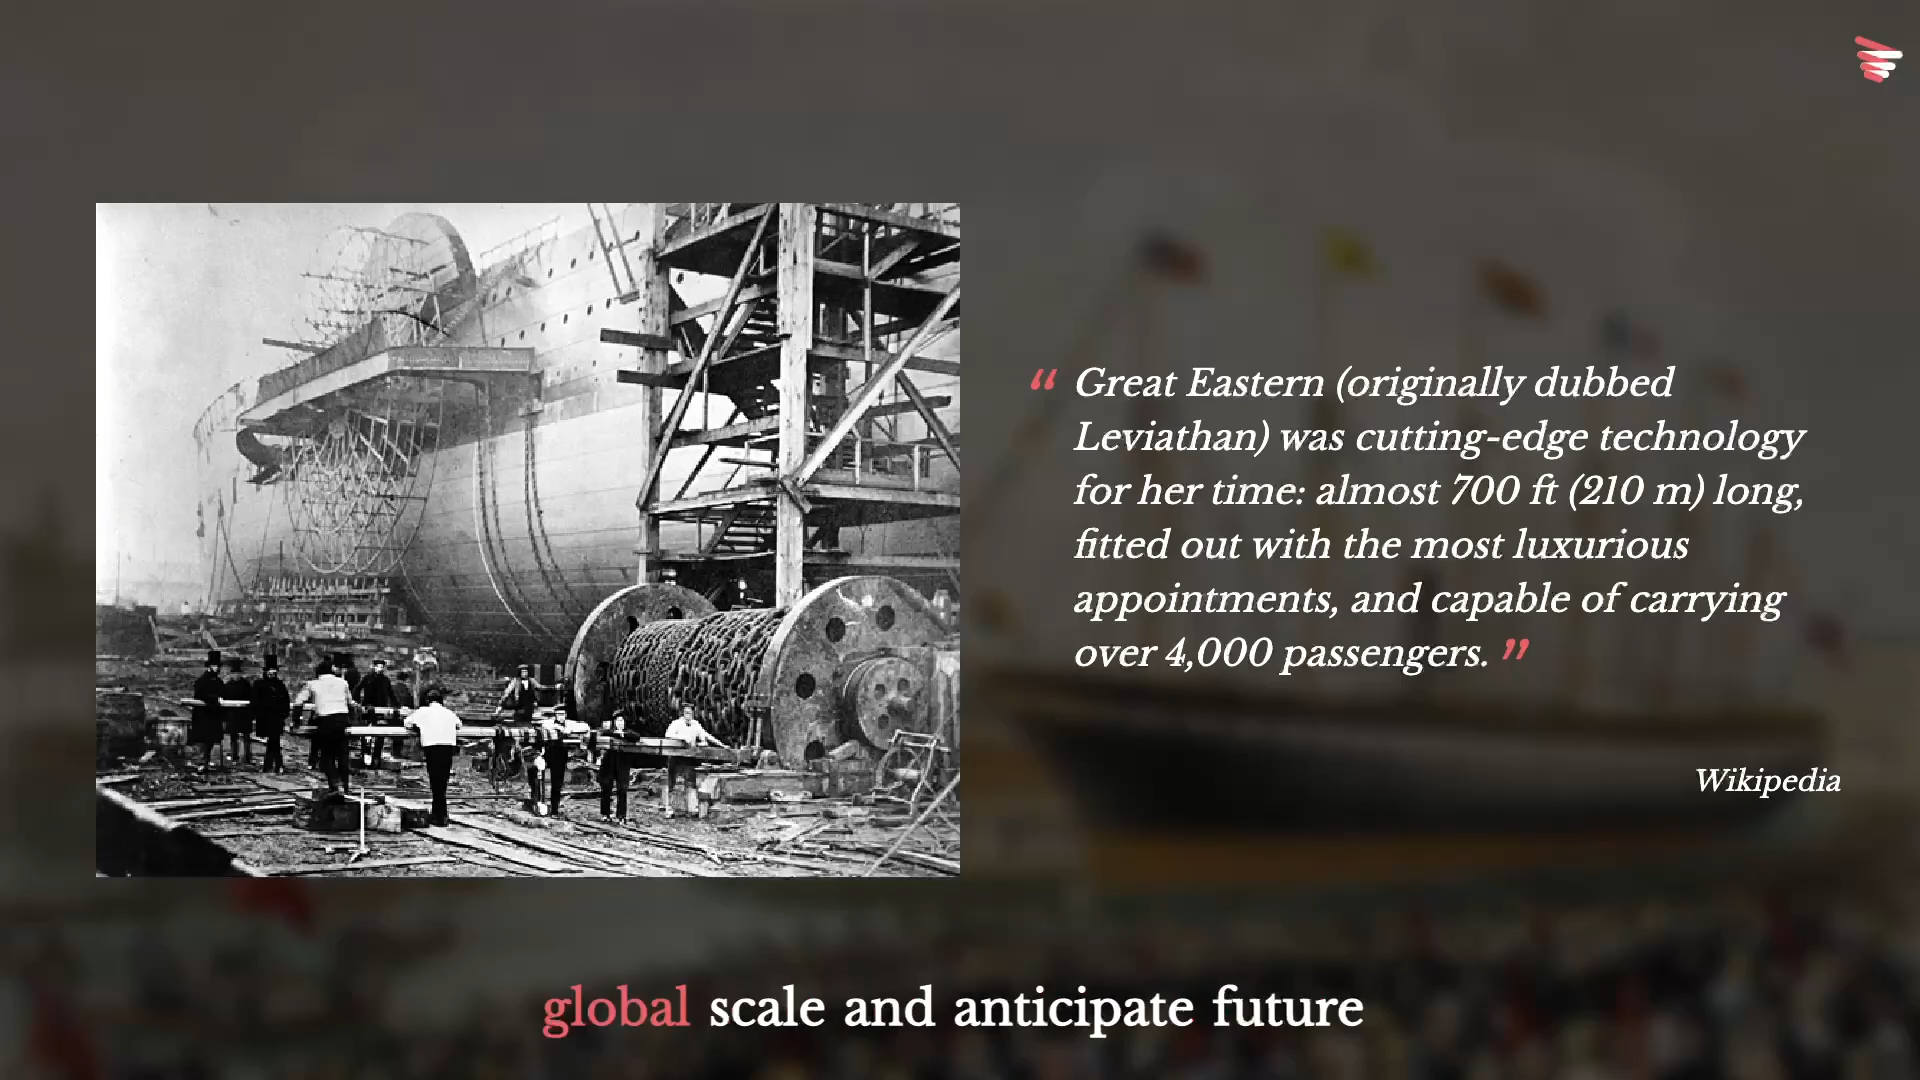 “ Great Eastern (originally dubbed
Leviathan) was cutting-edge technology
for her time: almost 700 ft (210 m) long,
fitted out with the most luxurious
appointments, and capable of carrying
over 4,000 passengers. ”
Wikipedia
global scale and anticipate future